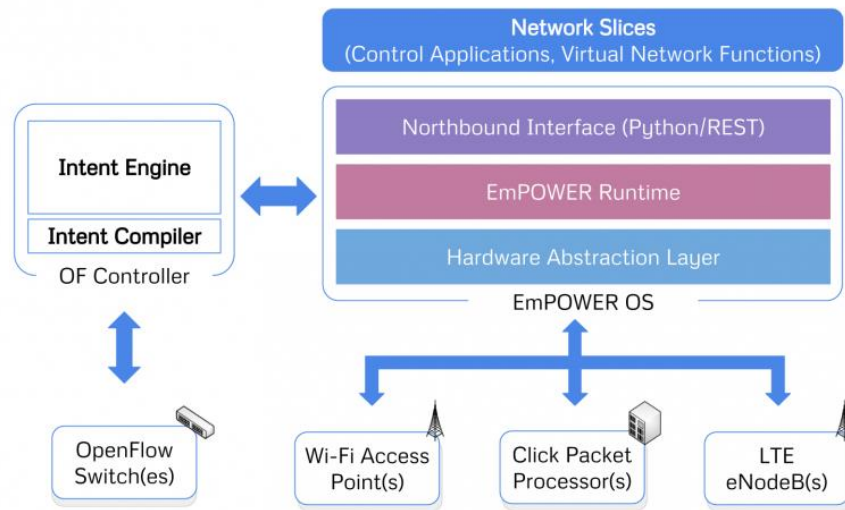 Network Slices
(Control Applications, Virtual Network Functions)
Northbound Interface (Python/REST)
EmPOWER Runtime
Hardware Abstraction Layer
EmPOWER OS
Intent Engine
Intent Compiler
OF Controller
OpenFlow
Switch(es)
Wi-Fi Access
Point(s)
Click Packet
Processor(s)
LTE
eNodeB(s)